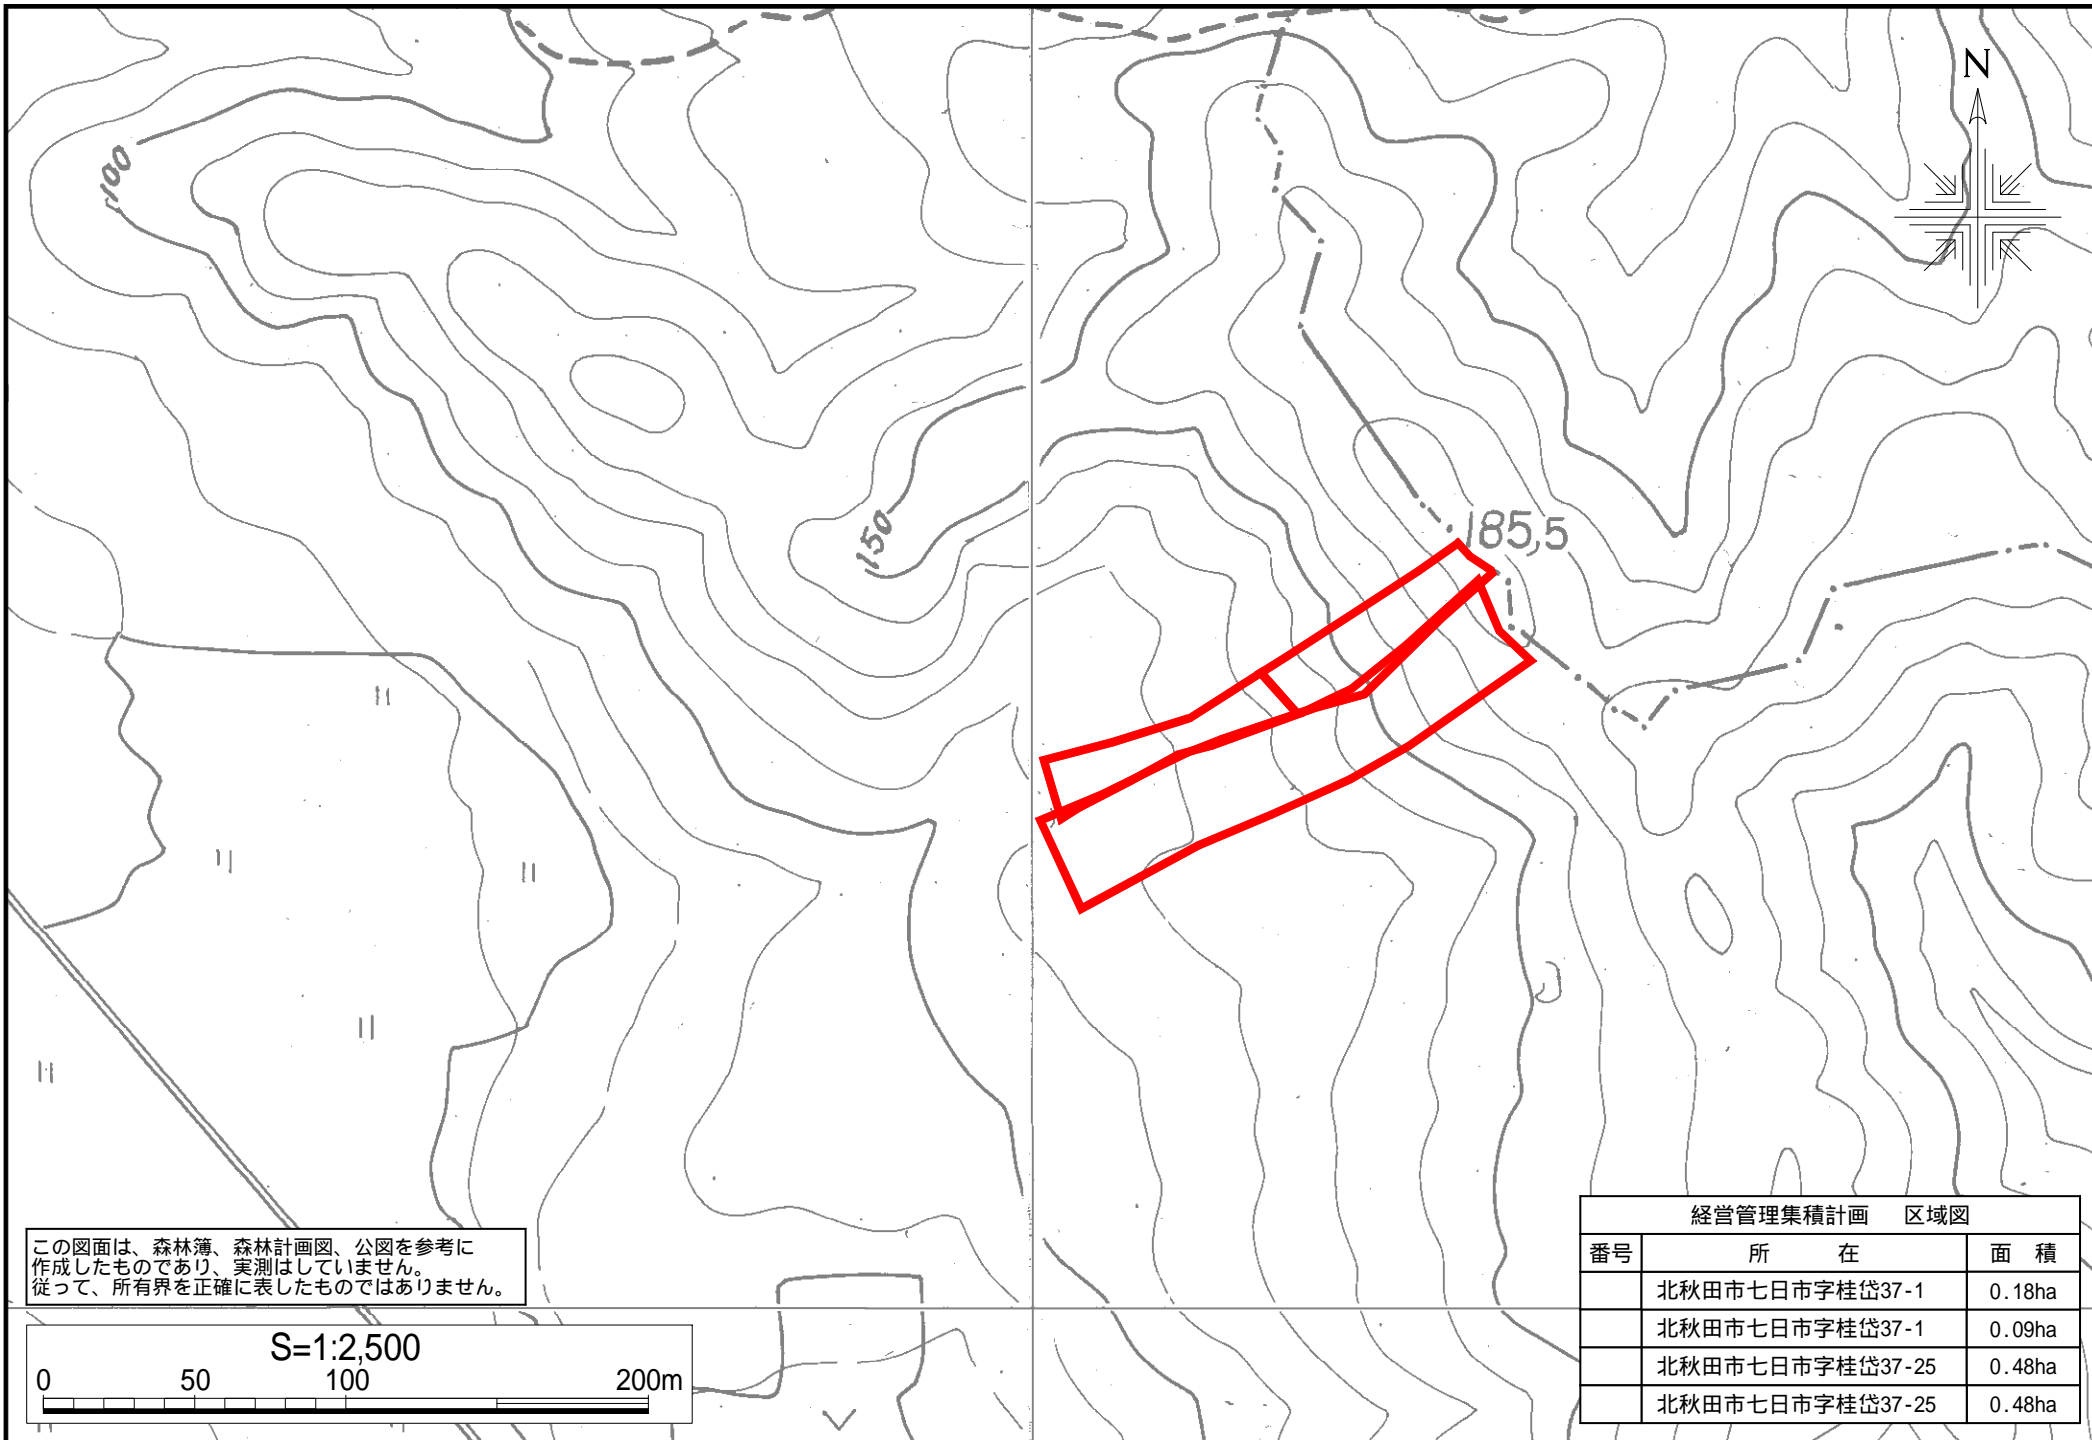 N
100
150
185,5
この図面は、森林簿、森林計画図、公図を参考に
作成したものであり、実測はしていません。
従って、所有界を正確に表したものではありません。
S=1:2,500
0 50 100 200m
経営管理集積計画 区域図
番号 所在 面積
北秋田市七日市字桂岱37-1 0.18ha
北秋田市七日市字桂岱37-1 0.09ha
北秋田市七日市字桂岱37-25 0.48ha
北秋田市七日市字桂岱37-25 0.48ha